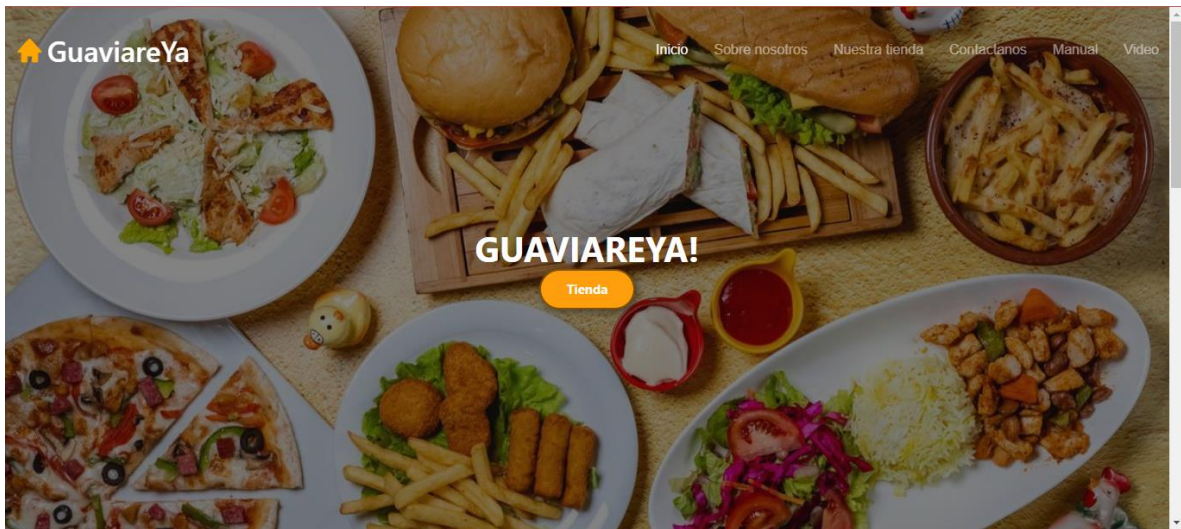 GuaviareYa
Inicio Sobre nosotros Nuestra tienda Contactanos Manual Video
GUAVIAREYA!
Tienda